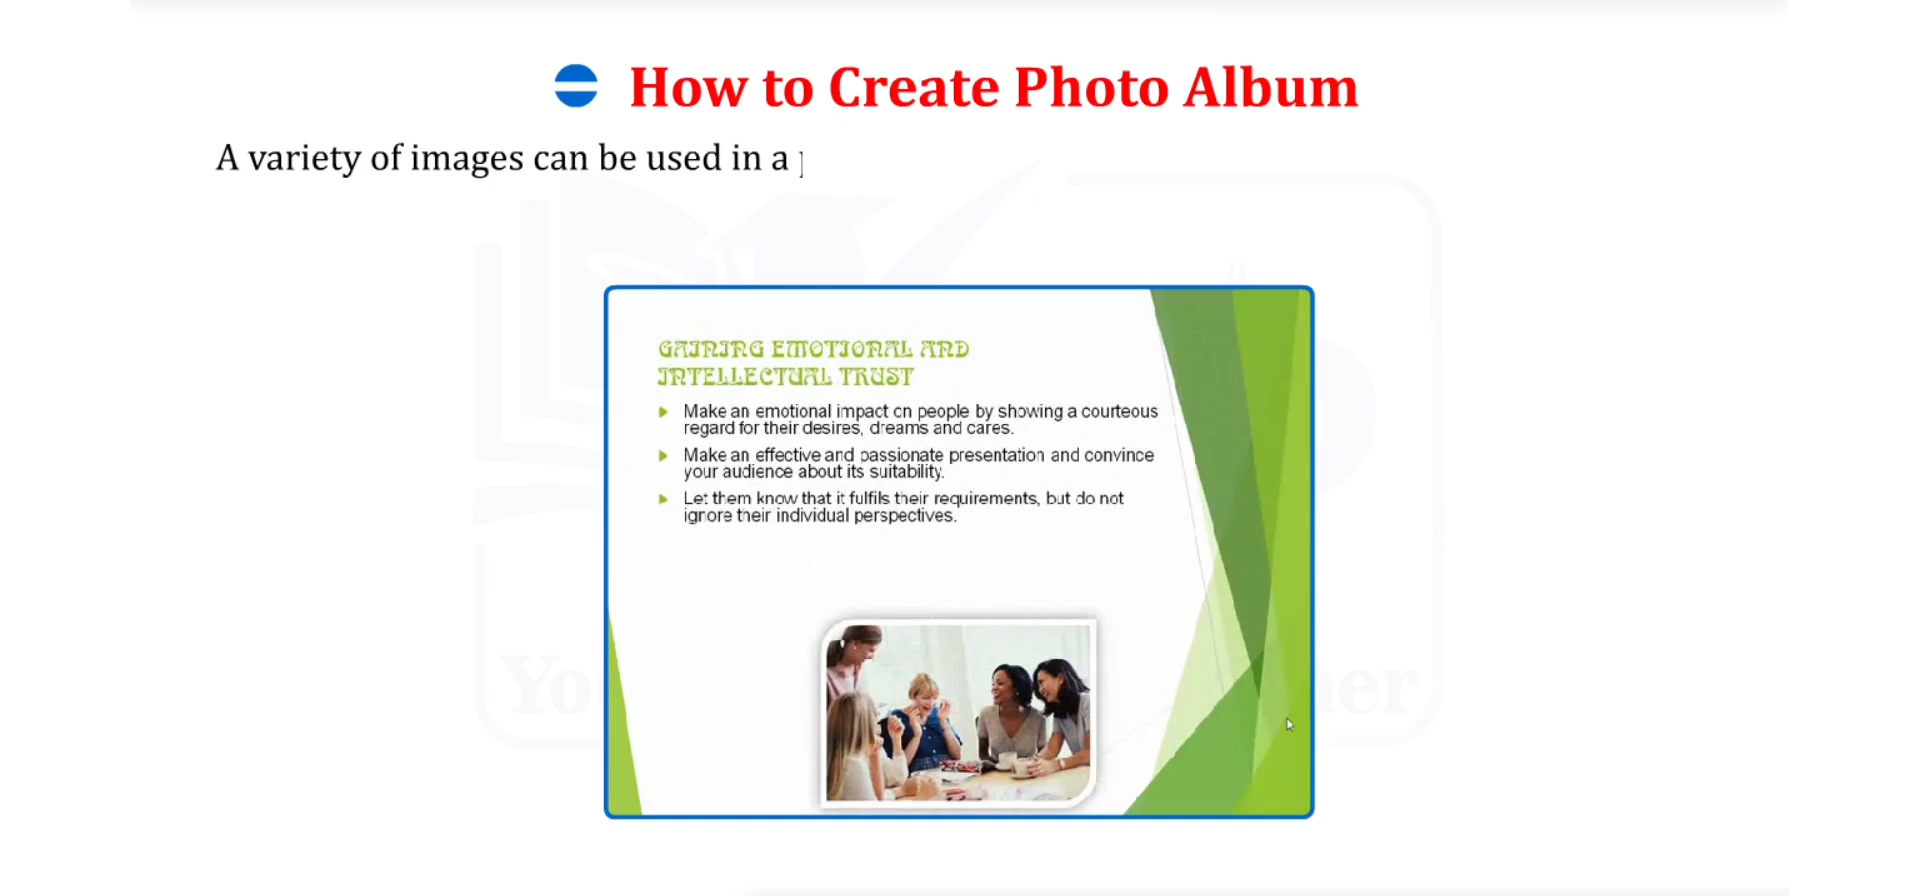 How to Create Photo Album
A variety of images can be used in a
GAINING EMOTIONAL AND
INTELLECTUAL TRUST
Make an emotional impact on people by showing a courteous
regard for their desires, dreams and cares.
Make an effective and passionate presentation and convince
your audience about its suitability.
Let them know that it fulfils their requirements, but do not
ignore their individual perspectives.